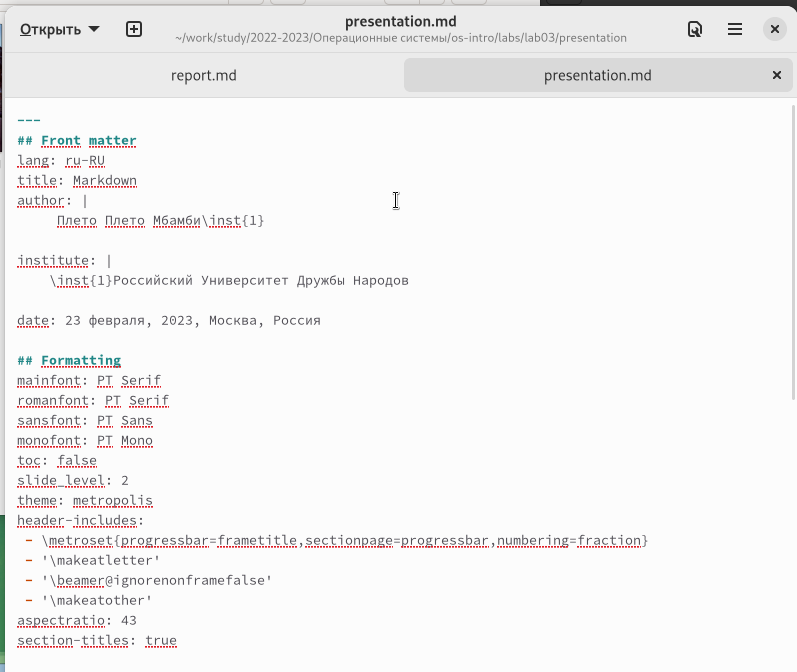 Открыть
presentation.md
~/work/study/2022-2023/Операционные системы/os-intro/labs/lab03/presentation
report.md
presentation.md
---
## Front matter
lang: ru-RU
title: Markdown
author: |
Плето Плето Мбамби\inst{1}
institute: |
\inst{1}Российский Университет Дружбы Народов
date: 23 февраля, 2023, Москва, Россия
## Formatting
mainfont: PT Serif
romanfont: PT Serif
sansfont: PT Sans
monofont: PT Mono
toc: false
slide_level: 2
theme: metropolis
header-includes:
- \metroset{progressbar=frametitle,sectionpage=progressbar,numbering=fraction}
- '\makeatletter'
- '\beamer@ignorenonframefalse'
- '\makeatother'
aspectratio: 43
section-titles: true